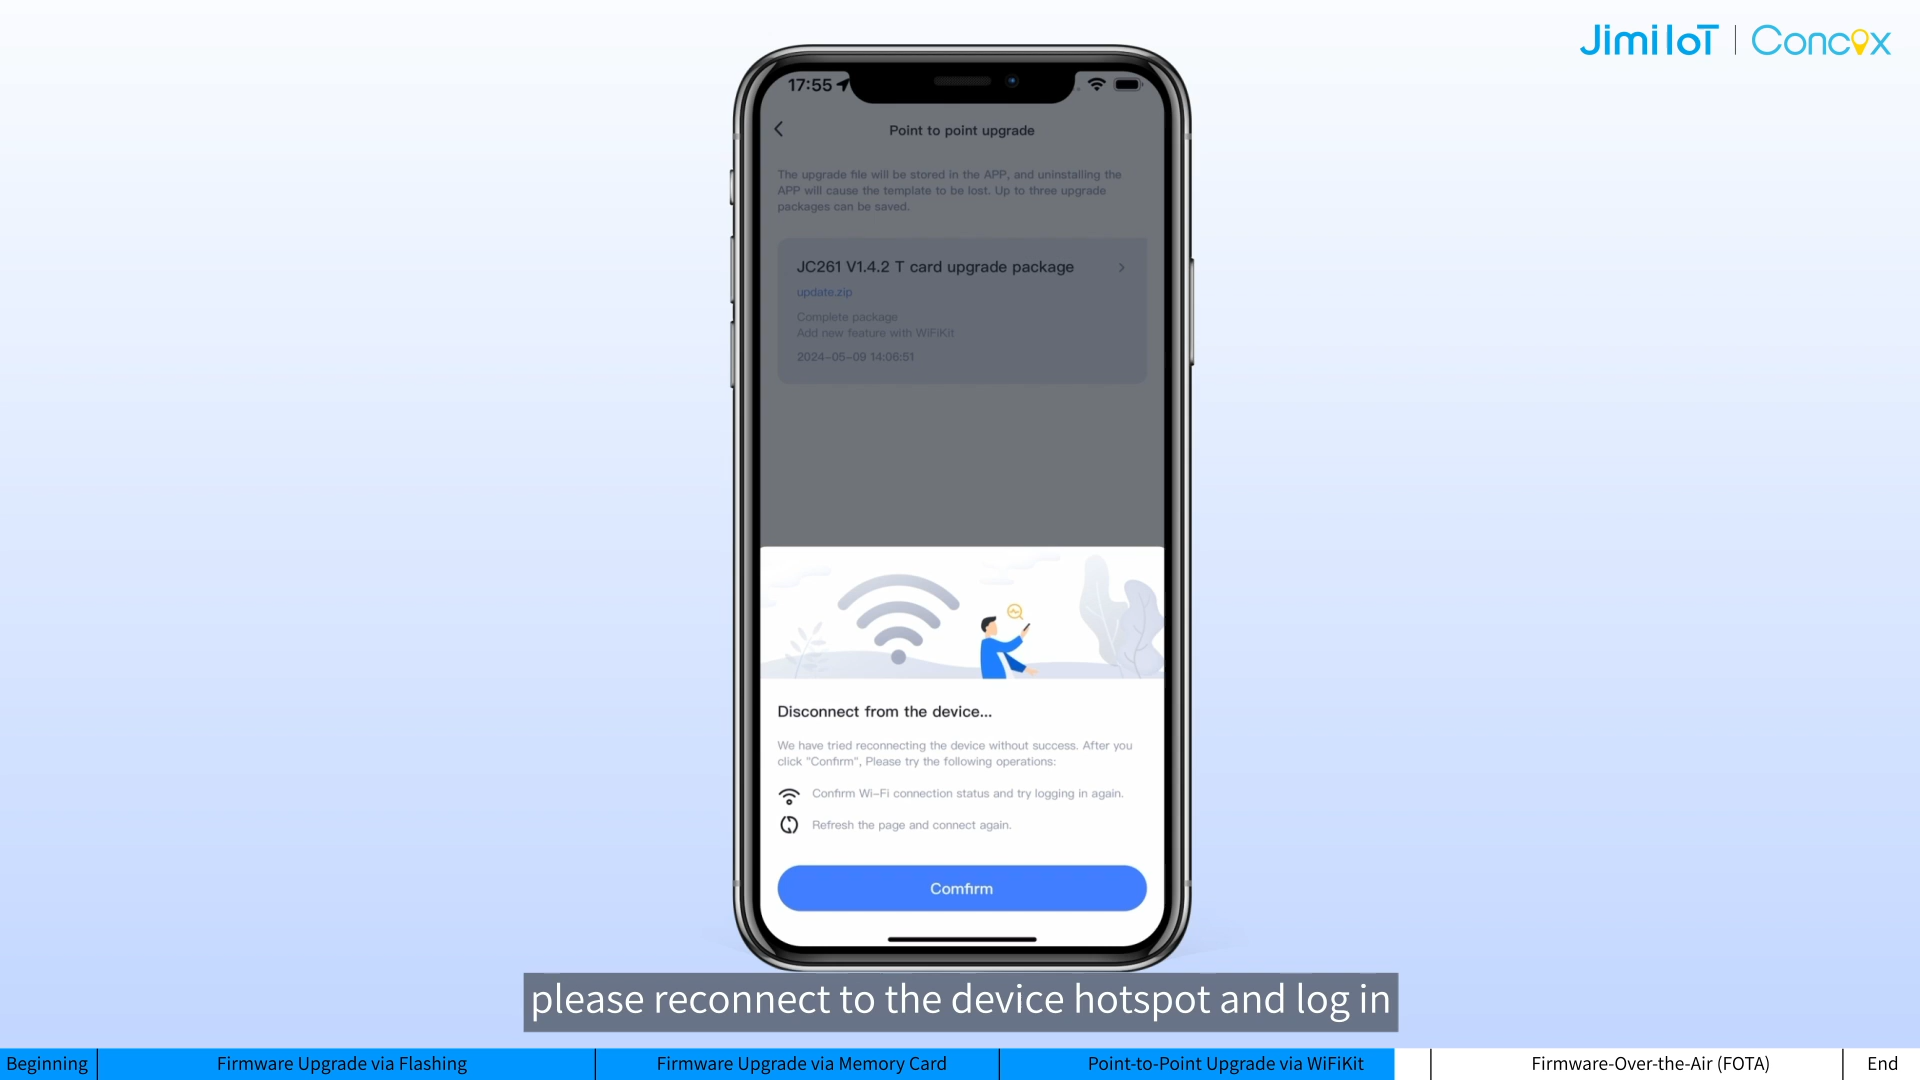 Jimi IoT | Concox
17:55
Point to point upgrade
The upgrade file will be stored in the APP, and uninstalling the
APP will cause the template to be lost. Up to three upgrade
packages can be saved.
JC261 V1.4.2 T card upgrade package
update.zip
Complete package
Add new feature with WiFiKit
2024-05-09 14:06:51
Disconnect from the device...
We have tried reconnecting the device without success. After you
click "Confirm", Please try the following operations:
Confirm Wi-Fi connection status and try logging in again.
Refresh the page and connect again.
Comfirm
please reconnect to the device hotspot and log in
Beginning
Firmware Upgrade via Flashing
Firmware Upgrade via Memory Card
Point-to-Point Upgrade via WiFiKit
Firmware-Over-the-Air (FOTA)
End